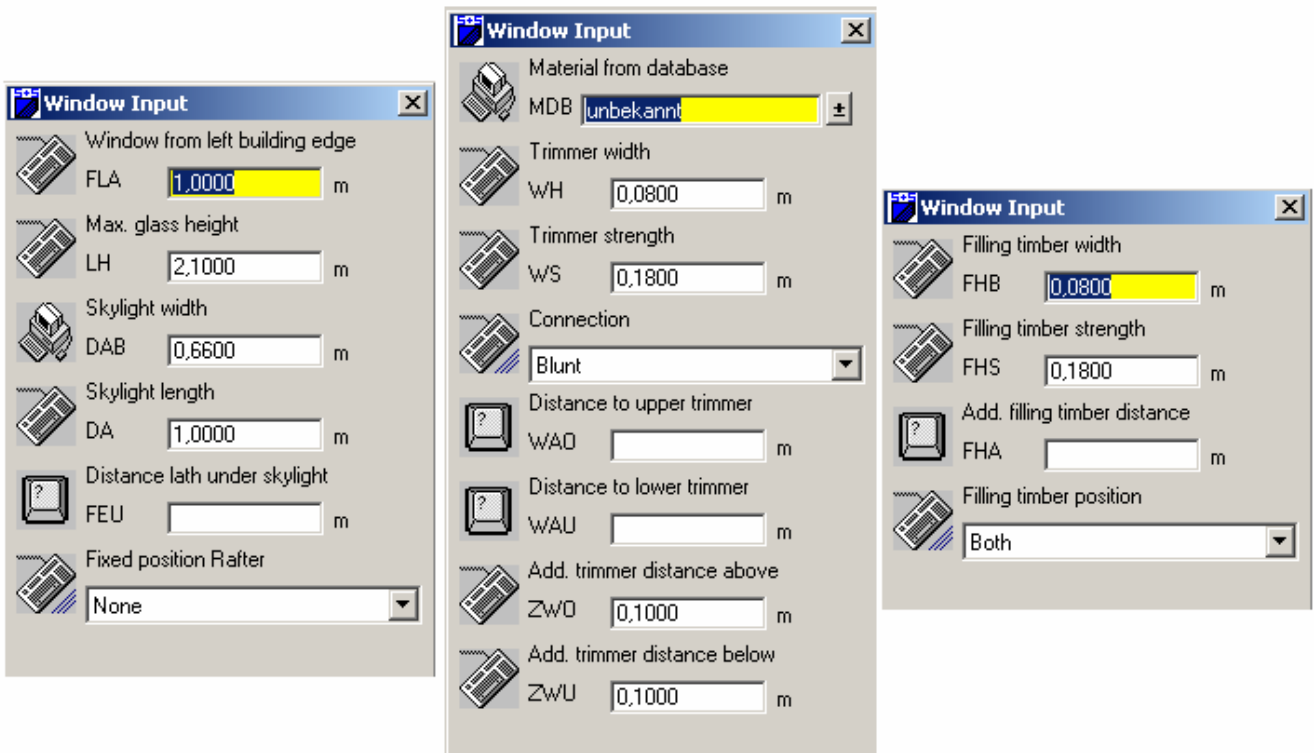 Window Input
Window from left building edge
FLA 1,0000 m
Max. glass height
LH 2,1000 m
Skylight width
DAB 0,6600 m
Skylight length
DA 1,0000 m
Distance lath under skylight
FEU m
Fixed position Rafter
None
Window Input
Material from database
MDB unbekannt ±
Trimmer width
WH 0,0800 m
Trimmer strength
WS 0,1800 m
Connection
Blunt
Distance to upper trimmer
WAO m
Distance to lower trimmer
WAU m
Add. trimmer distance above
ZWO 0,1000 m
Add. trimmer distance below
ZWU 0,1000 m
Window Input
Filling timber width
FHB 0,0800 m
Filling timber strength
FHS 0,1800 m
Add. filling timber distance
FHA m
Filling timber position
Both